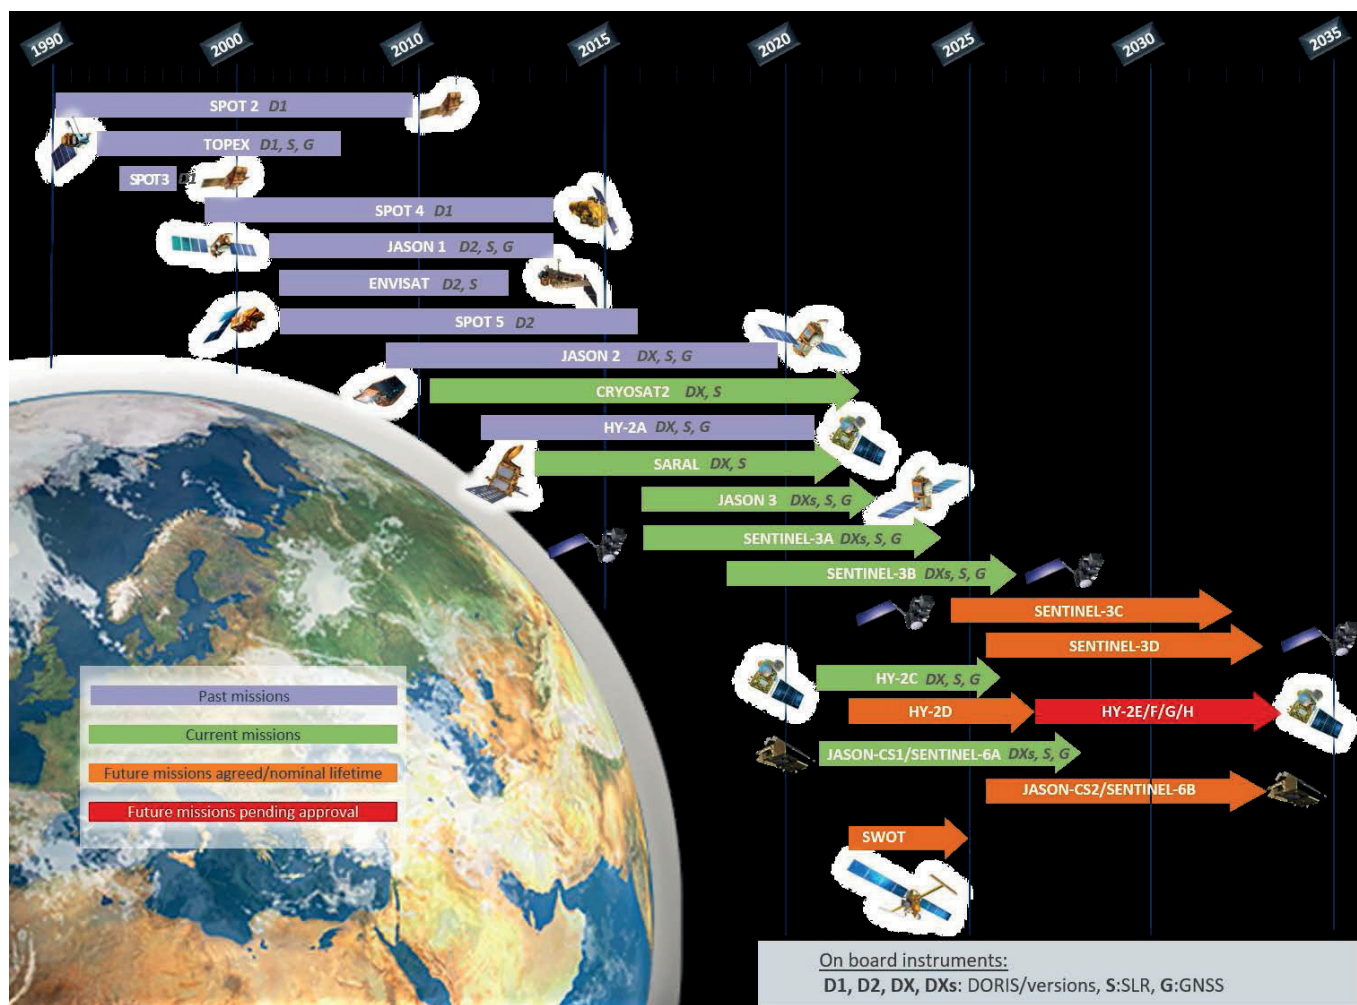 1990 2000 2010 2015 2020 2025 2030 2035
SPOT 2 D1
TOPEX D1, S, G
SPOT3 D1
SPOT 4 D1
JASON 1 D2, S, G
ENVISAT D2, S
SPOT 5 D2
JASON 2 DX, S, G
CRYOSAT2 DX, S
HY-2A DX, S, G
SARAL DX, S
JASON 3 DXs, S, G
SENTINEL-3A DXs, S, G
SENTINEL-3B DXs, S, G
SENTINEL-3C
SENTINEL-3D
HY-2C DX, S, G
HY-2D HY-2E/F/G/H
JASON-CS1/SENTINEL-6A DXs, S, G
JASON-CS2/SENTINEL-6B
SWOT
Past missions
Current missions
Future missions agreed/nominal lifetime
Future missions pending approval
On board instruments:
D1, D2, DX, DXs: DORIS/versions, S:SLR, G:GNSS